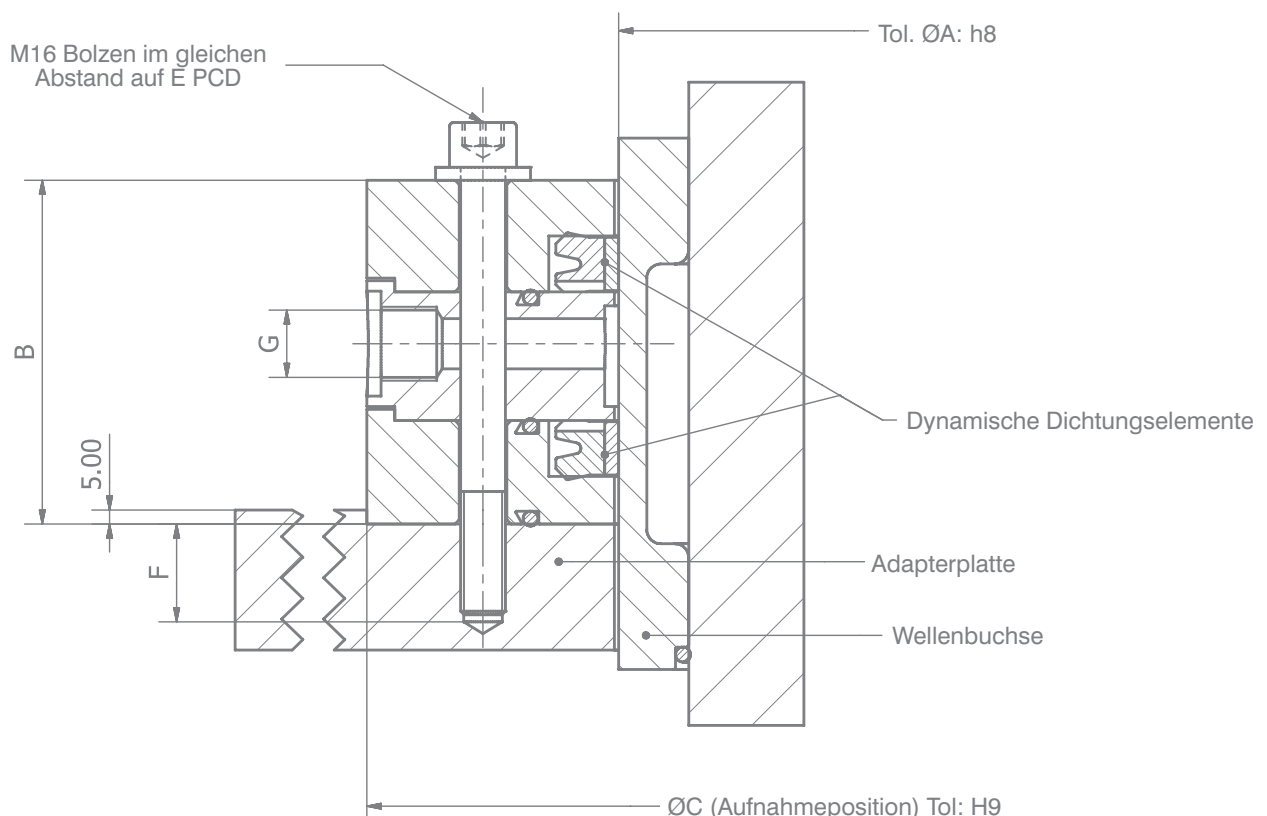 Tol. ØA: h8
M16 Bolzen im gleichen
Abstand auf E PCD
B
G
Dynamische Dichtungselemente
5.00
F
Adapterplatte
Wellenbuchse
ØC (Aufnahmeposition) Tol: H9